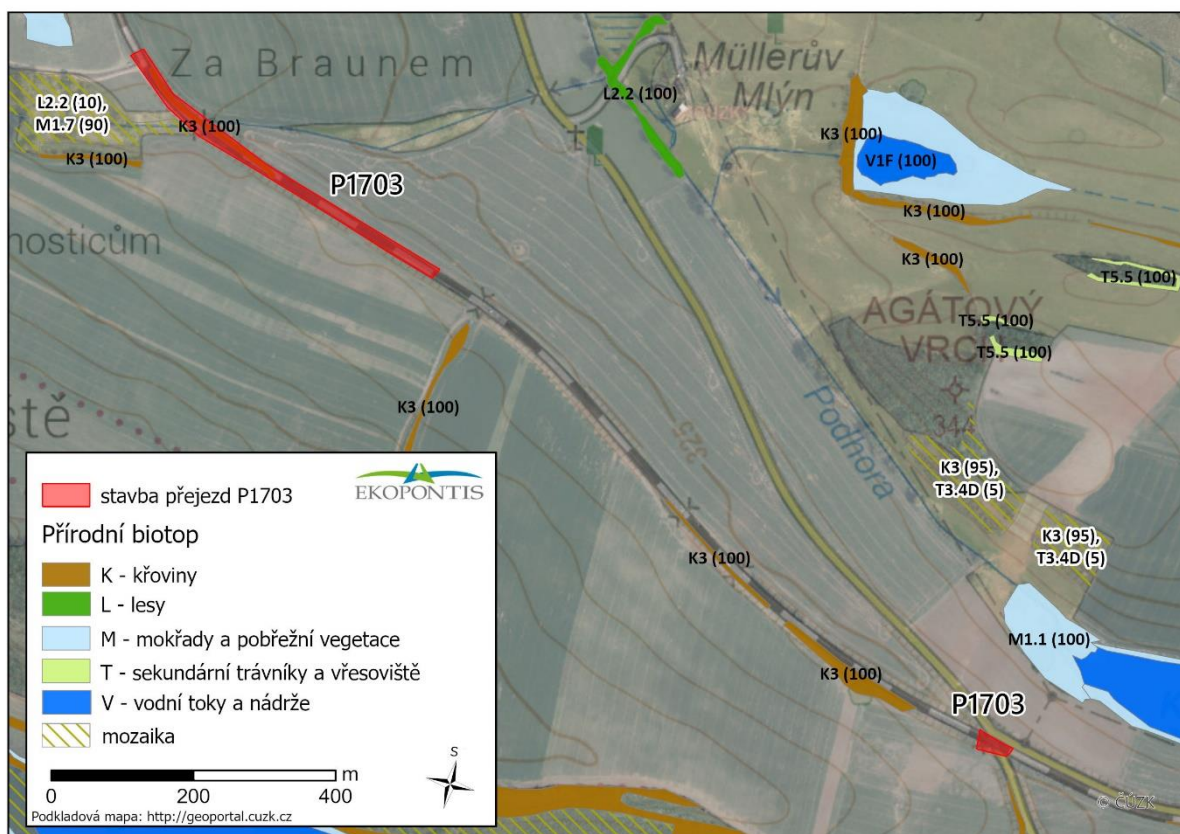 Za Braunem
Müllerův
Mlýn
L2.2 (10),
M1.7 (90)
L2.2 (100)
K3 (100)
K3 (100)
K3 (100)
V1F (100)
P1703
K3 (100)
nosticům
K3 (100)
T5.5 (100)
AGÁTOVÝ
T5.5 (100)
VRCH
T5.5 (100)
K3 (100)
344
ště
325
Podhora
K3 (95),
T3.4D (5)
K3 (95),
T3.4D (5)
K3 (100)
M1.1 (100)
K3 (100)
P1703
EKOPONTIS
stavba přejezd P1703
Přírodní biotop
K - křoviny
L - lesy
M - mokřady a pobřežní vegetace
T - sekundární trávníky a vřesoviště
V - vodní toky a nádrže
mozaika
S
m
0 200 400
Podkladová mapa: http://geoportal.cuzk.cz
© ČÚZK